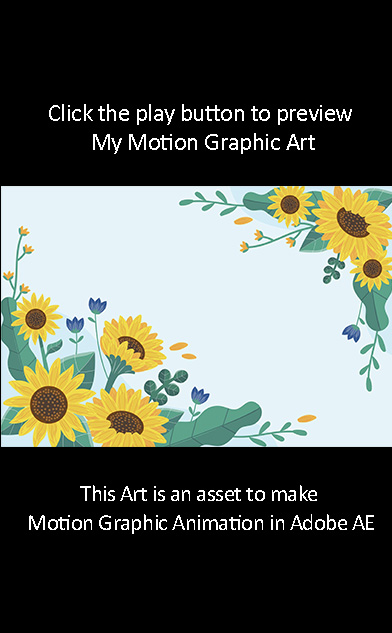 Click the play button to preview
My Motion Graphic Art
This Art is an asset to make
Motion Graphic Animation in Adobe AE